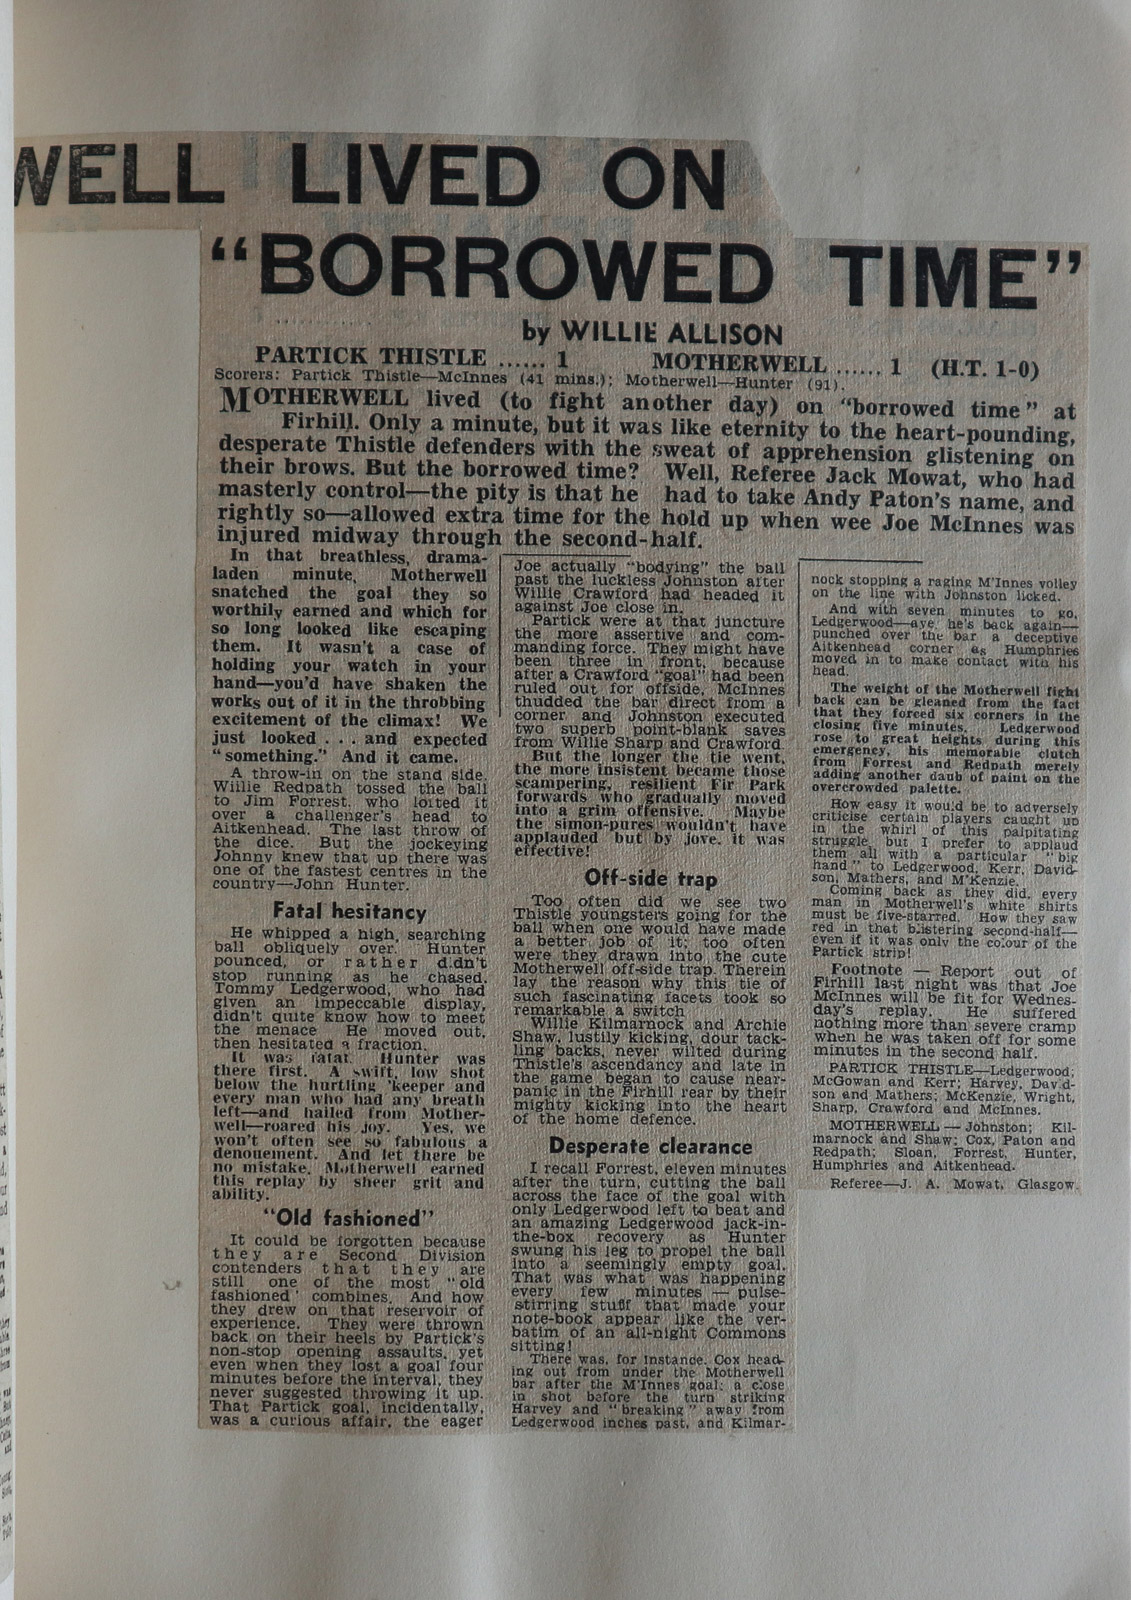 WELL LIVED ON
"BORROWED TIME"
by WILLIE ALLISON
PARTICK THISTLE ...... 1 MOTHERWELL ...... 1 (H.T. 1-0)
Scorers: Partick Thistle—McInnes (41 mins.); Motherwell—Hunter (91).
MOTHERWELL lived (to fight another day) on "borrowed time" at
Firhill. Only a minute, but it was like eternity to the heart-pounding,
desperate Thistle defenders with the sweat of apprehension glistening on
their brows. But the borrowed time? Well, Referee Jack Mowat, who had
masterly control—the pity is that he had to take Andy Paton's name, and
rightly so—allowed extra time for the hold up when wee Joe McInnes was
injured midway through the second-half.
In that breathless, drama-
laden minute, Motherwell
snatched the goal they so
worthily earned and which for
so long looked like escaping
them. It wasn't a case of
holding your watch in your
hand—you'd have shaken the
works out of it in the throbbing
excitement of the climax! We
just looked . . . and expected
"something." And it came.
A throw-in on the stand side.
Willie Redpath tossed the ball
to Jim Forrest, who lofted it
over a challenger's head to
Aitkenhead. The last throw of
the dice. But the jockeying
Johnny knew that up there was
one of the fastest centres in the
country—John Hunter.
Fatal hesitancy
He whipped a high, searching
ball obliquely over. Hunter
pounced, or rather didn't
stop running as he chased.
Tommy Ledgerwood, who had
given an impeccable display,
didn't quite know how to meet
the menace He moved out,
then hesitated a fraction.
It was fatal. Hunter was
there first. A swift, low shot
below the hurtling 'keeper and
every man who had any breath
left—and hailed from Mother-
well—roared his joy. Yes, we
won't often see so fabulous a
denouement. And let there be
no mistake, Motherwell earned
this replay by sheer grit and
ability.
"Old fashioned"
It could be forgotten because
they are Second Division
contenders that they are
still one of the most "old
fashioned" combines. And how
they drew on that reservoir of
experience. They were thrown
back on their heels by Partick's
non-stop opening assaults, yet
even when they lost a goal four
minutes before the interval, they
never suggested throwing it up.
That Partick goal, incidentally,
was a curious affair, the eager
Joe actually "bodying" the ball
past the luckless Johnston after
Willie Crawford had headed it
against Joe close in.
Partick were at that juncture
the more assertive and com-
manding force. They might have
been three in front, because
after a Crawford "goal" had been
ruled out for offside, McInnes
thudded the bar direct from a
corner and Johnston executed
two superb point-blank saves
from Willie Sharp and Crawford.
But the longer the tie went,
the more insistent became those
scampering, resilient Fir Park
forwards who gradually moved
into a grim offensive. Maybe
the simon-pures wouldn't have
applauded but by jove, it was
effective!
Off-side trap
Too often did we see two
Thistle youngsters going for the
ball when one would have made
a better job of it; too often
were they drawn into the cute
Motherwell off-side trap. Therein
lay the reason why this tie of
such fascinating facets took so
remarkable a switch
Willie Kilmarnock and Archie
Shaw, lustily kicking, dour tack-
ling backs, never wilted during
Thistle's ascendancy and late in
the game began to cause near-
panic in the Firhill rear by their
mighty kicking into the heart
of the home defence.
Desperate clearance
I recall Forrest, eleven minutes
after the turn, cutting the ball
across the face of the goal with
only Ledgerwood left to beat and
an amazing Ledgerwood jack-in-
the-box recovery as Hunter
swung his leg to propel the ball
into a seemingly empty goal.
That was what was happening
every few minutes — pulse-
stirring stuff that made your
note-book appear like the ver-
batim of an all-night Commons
sitting!
There was, for instance. Cox head-
ing out from under the Motherwell
bar after the M'Innes goal; a close
in shot before the turn striking
Harvey and "breaking" away from
Ledgerwood inches past, and Kilmar-
nock stopping a raging M'Innes volley
on the line with Johnston licked.
And with seven minutes to go,
Ledgerwood—aye, he's back again—
punched over the bar a deceptive
Aitkenhead corner as Humphries
moved in to make contact with his
head.
The weight of the Motherwell fight
back can be gleaned from the fact
that they forced six corners in the
closing five minutes. Ledgerwood
rose to great heights during this
emergency, his memorable clutch
from Forrest and Redpath merely
adding another daub of paint on the
overcrowded palette.
How easy it would be to adversely
criticise certain players caught up
in the whirl of this palpitating
struggle, but I prefer to applaud
them all with a particular "big
hand" to Ledgerwood, Kerr, David-
son, Mathers, and M'Kenzie.
Coming back as they did, every
man in Motherwell's white shirts
must be five-starred. How they saw
red in that blistering second-half—
even if it was only the colour of the
Partick strip!
Footnote — Report out of
Firhill last night was that Joe
McInnes will be fit for Wednes-
day's replay. He suffered
nothing more than severe cramp
when he was taken off for some
minutes in the second half.
PARTICK THISTLE—Ledgerwood;
McGowan and Kerr; Harvey, David-
son and Mathers; McKenzie, Wright,
Sharp, Crawford and McInnes.
MOTHERWELL — Johnston; Kil-
marnock and Shaw; Cox, Paton and
Redpath; Sloan, Forrest, Hunter,
Humphries and Aitkenhead.
Referee—J. A. Mowat, Glasgow.